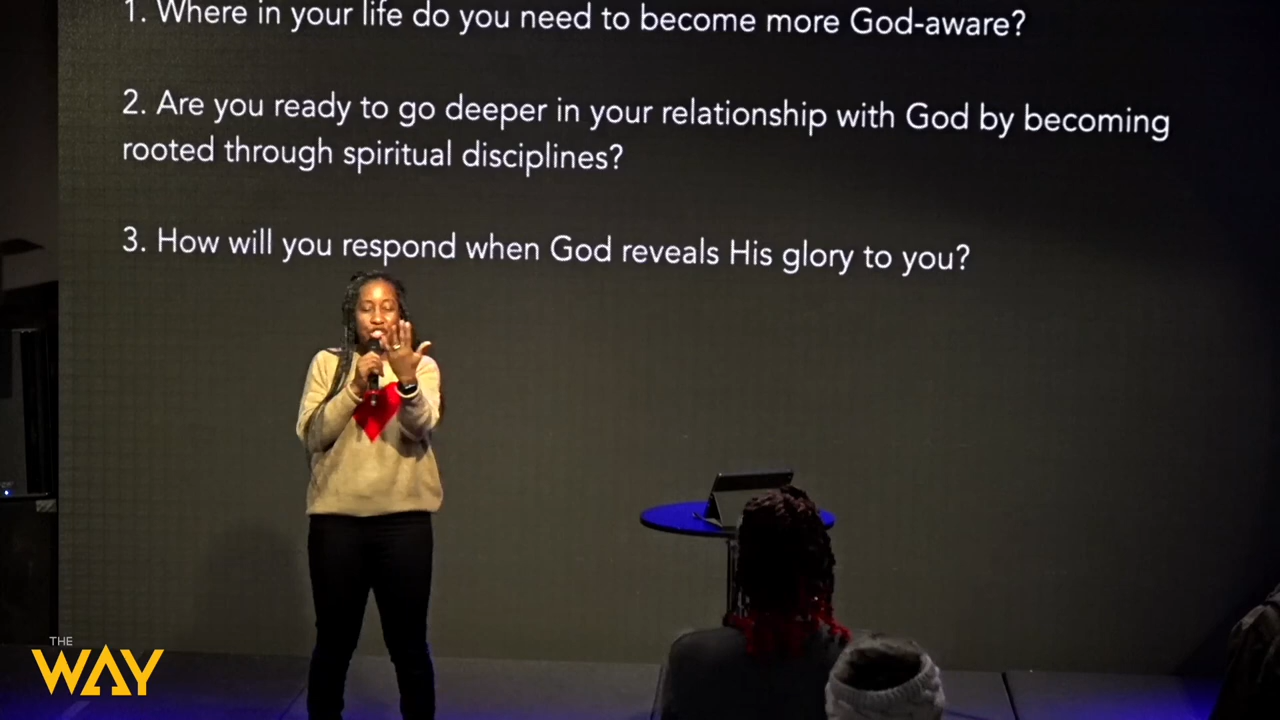 1. Where in your life do you need to become more God-aware?
2. Are you ready to go deeper in your relationship with God by becoming
rooted through spiritual disciplines?
3. How will you respond when God reveals His glory to you?
THE
WAY